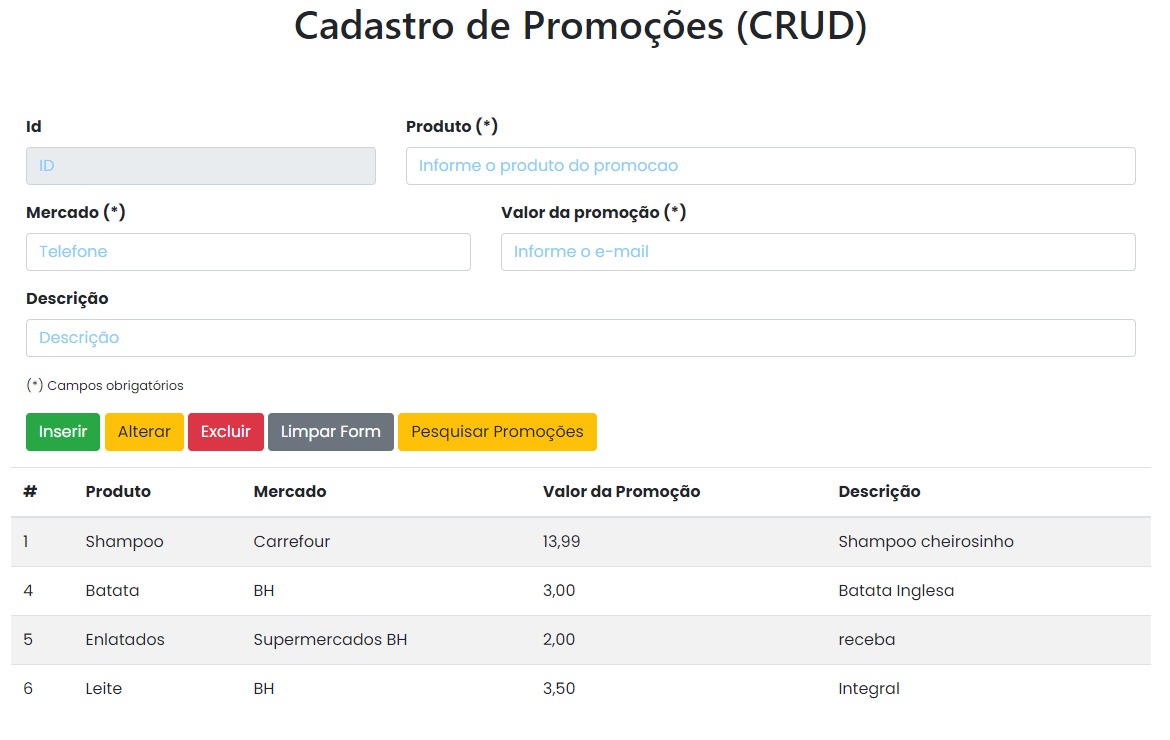 Cadastro de Promoções (CRUD)
Id Produto (*)
ID Informe o produto do promocao
Mercado (*) Valor da promoção (*)
Telefone Informe o e-mail
Descrição
Descrição
(*) Campos obrigatórios
Inserir Alterar Excluir Limpar Form Pesquisar Promoções
# Produto Mercado Valor da Promoção Descrição
1 Shampoo Carrefour 13,99 Shampoo cheirosinho
4 Batata BH 3,00 Batata Inglesa
5 Enlatados Supermercados BH 2,00 receba
6 Leite BH 3,50 Integral